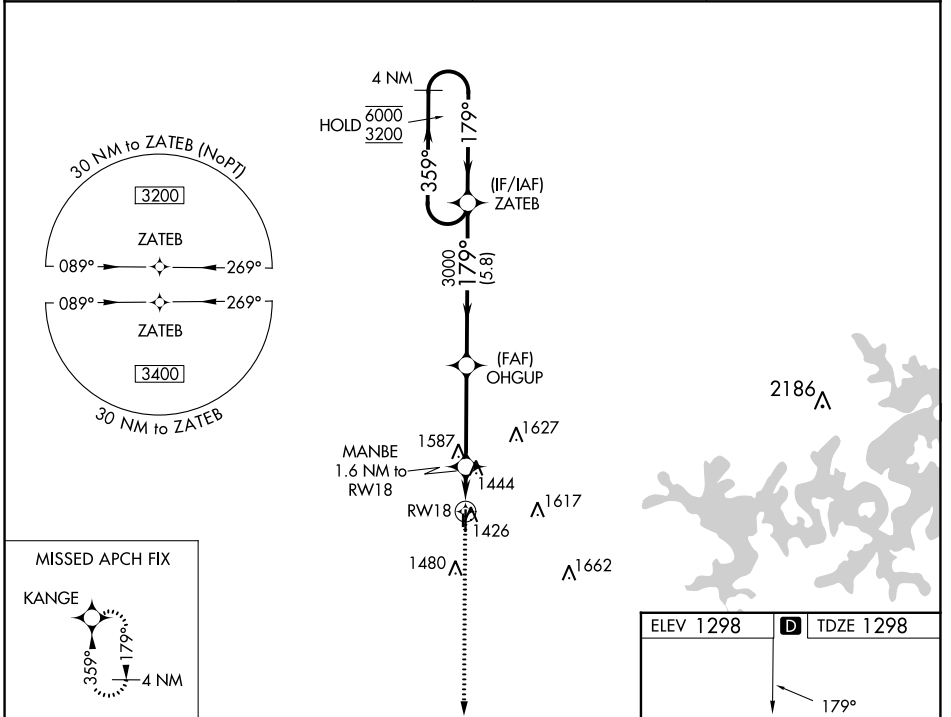 4 NM
HOLD 6000
3200
359°
179°
30 NM to ZATEB (NoPT)
3200
ZATEB
089°
269°
089°
269°
ZATEB
3400
30 NM to ZATEB
(IF/IAF)
ZATEB
3000
179°
(5.8)
(FAF)
OHGUP
2186
1627
1587
MANBE
1.6 NM to
RW18
1444
RW18
1426
1617
1480
1662
MISSED APCH FIX
KANGE
359°
179°
4 NM
ELEV 1298
D
TDZE 1298
179°